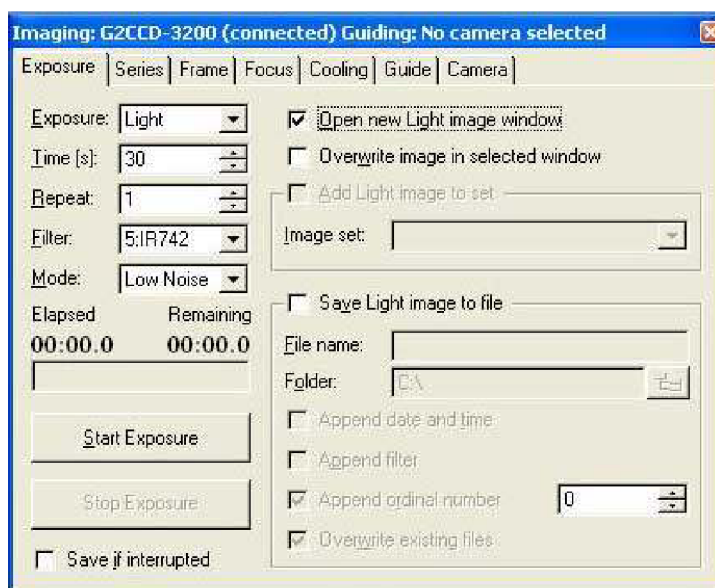 Imaging: G2CCD-3200 (connected) Guiding: No camera selected
Exposure Series Frame Focus Cooling Guide Camera
Exposure: Light
Time [s]: 30
Repeat: 1
Filter: 5:IR742
Mode: Low Noise
Elapsed Remaining
00:00.0 00:00.0
Start Exposure
Stop Exposure
Save if interrupted
Open new Light image window
Overwrite image in selected window
Add Light image to set
Image set:
Save Light image to file
File name:
Folder: C:\
Append date and time
Append filter
Append ordinal number 0
Overwrite existing files